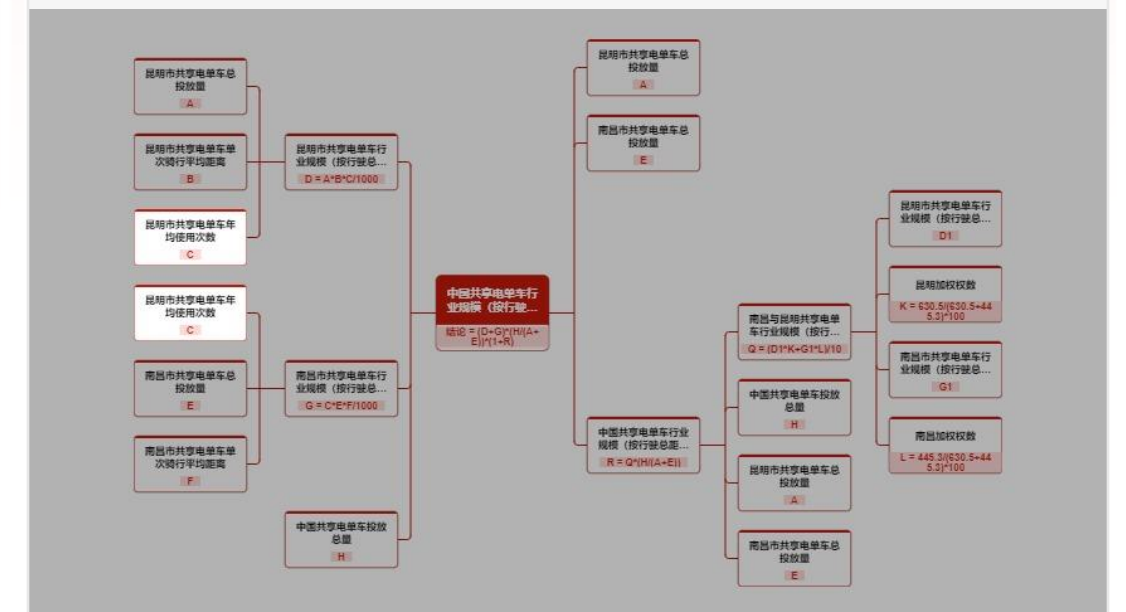 昆明市共享电单车总
投放量
A
昆明市共享电单车单
次骑行平均距离
B
昆明市共享电单车年
均使用次数
C
昆明市共享电单车行
业规模（按行驶总...
D = A*B*C/1000
昆明市共享电单车年
均使用次数
C
南昌市共享电单车总
投放量
E
南昌市共享电单车单
次骑行平均距离
F
南昌市共享电单车行
业规模（按行驶总...
G = C*E*F/1000
中国共享电单车投放
总量
H
中国共享电单车行
业规模（按行驶...
结论 = (D+G)*(H/(A+
E))*(1+R)
昆明市共享电单车总
投放量
A
南昌市共享电单车总
投放量
E
中国共享电单车行业
规模（按行驶总距...
R = Q*(H/(A+E))
南昌与昆明共享电单
车行业规模（按行...
Q = (D1*K+G1*L)/10
中国共享电单车投放
总量
H
昆明市共享电单车总
投放量
A
南昌市共享电单车总
投放量
E
昆明市共享电单车行
业规模（按行驶总...
D1
昆明加权权数
K = 630.5/(630.5+44
5.3)*100
南昌市共享电单车行
业规模（按行驶总...
G1
南昌加权权数
L = 445.3/(630.5+44
5.3)*100